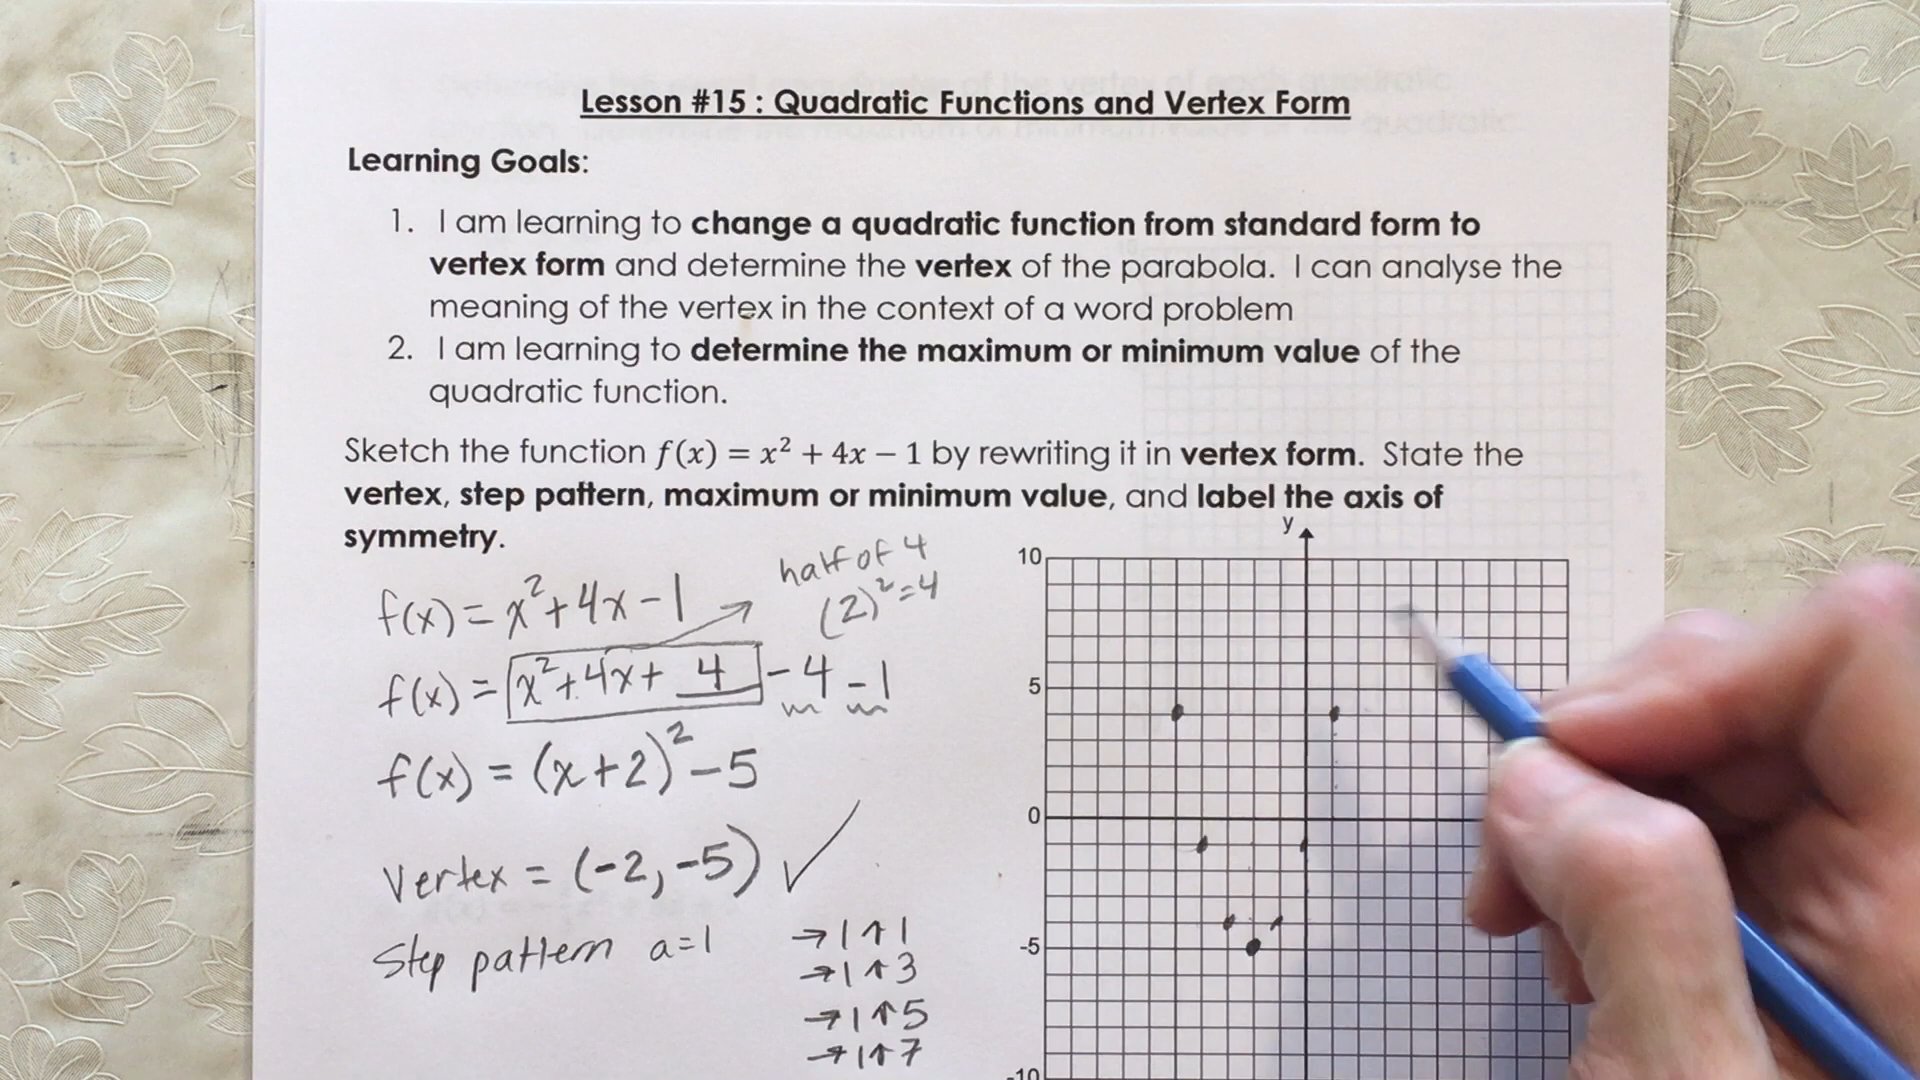 Lesson #15 : Quadratic Functions and Vertex Form
Learning Goals:
1. I am learning to change a quadratic function from standard form to
vertex form and determine the vertex of the parabola. I can analyse the
meaning of the vertex in the context of a word problem
2. I am learning to determine the maximum or minimum value of the
quadratic function.
Sketch the function f(x) = x² + 4x − 1 by rewriting it in vertex form. State the
vertex, step pattern, maximum or minimum value, and label the axis of
symmetry.
half of 4
(2)²=4
f(x) = x²+4x-1
f(x) = x²+4x+ 4 -4 -1
f(x) = (x+2)²-5
Vertex = (-2,-5) ✓
Step pattern a=1
→1↑1
→1↑3
→1↑5
→1↑7
y
10
5
0
-5
-10